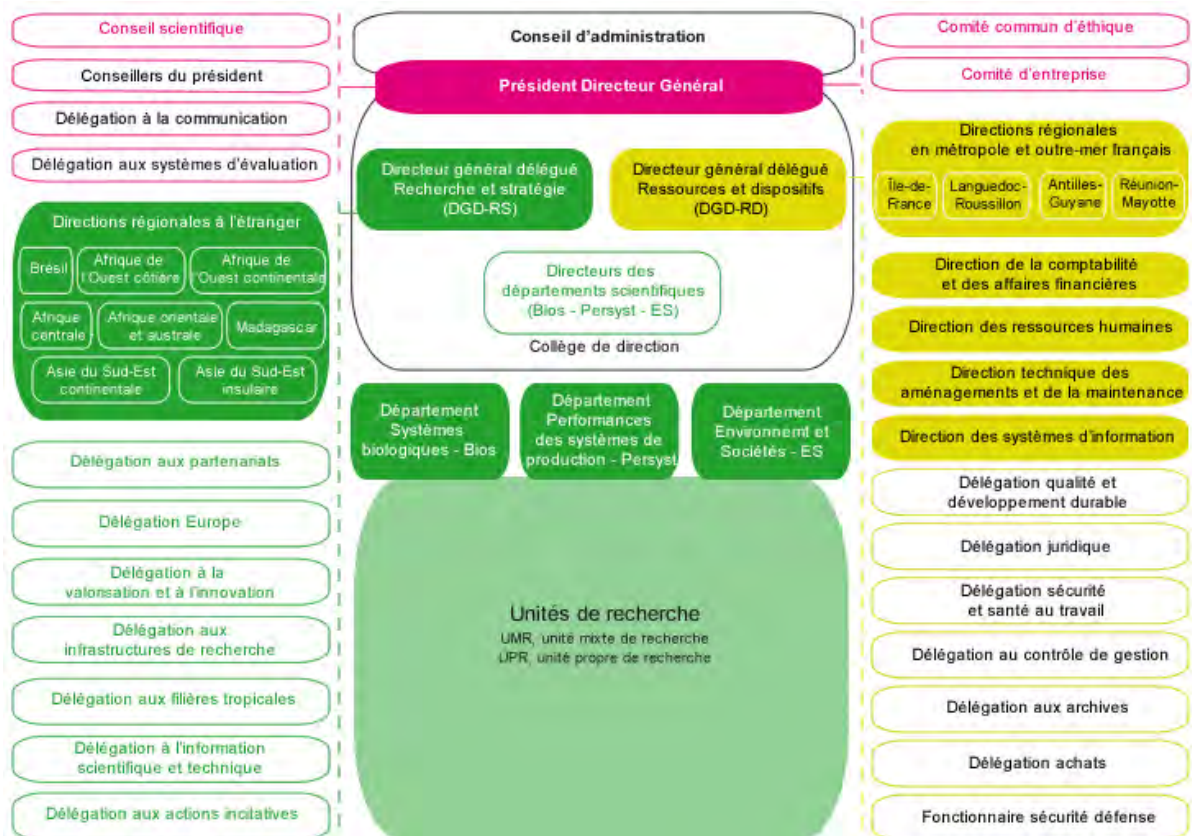 Conseil scientifique
Conseillers du président
Délégation à la communication
Délégation aux systèmes d'évaluation
Directions régionales à l'étranger
Brésil
Afrique de
l'Ouest côtière
Afrique de
l'Ouest continentale
Afrique
centrale
Afrique orientale
et australe
Madagascar
Asie du Sud-Est
continentale
Asie du Sud-Est
insulaire
Délégation aux partenariats
Délégation Europe
Délégation à la
valorisation et à l'innovation
Délégation aux
infrastructures de recherche
Délégation aux filières tropicales
Délégation à l'information
scientifique et technique
Délégation aux actions incitatives
Conseil d'administration
Président Directeur Général
Directeur général délégué
Recherche et stratégie
(DGD-RS)
Directeur général délégué
Ressources et dispositifs
(DGD-RD)
Directeurs des
départements scientifiques
(Bios - Persyst - ES)
Collège de direction
Département
Systèmes
biologiques - Bios
Département
Performances
des systèmes de
production - Persyst
Département
Environnemt et
Sociétés - ES
Unités de recherche
UMR, unité mixte de recherche
UPR, unité propre de recherche
Comité commun d'éthique
Comité d'entreprise
Directions régionales
en métropole et outre-mer français
Île-de-
France
Languedoc-
Roussillon
Antilles-
Guyane
Réunion-
Mayotte
Direction de la comptabilité
et des affaires financières
Direction des ressources humaines
Direction technique des
aménagements et de la maintenance
Direction des systèmes d'information
Délégation qualité et
développement durable
Délégation juridique
Délégation sécurité
et santé au travail
Délégation au contrôle de gestion
Délégation aux archives
Délégation achats
Fonctionnaire sécurité défense